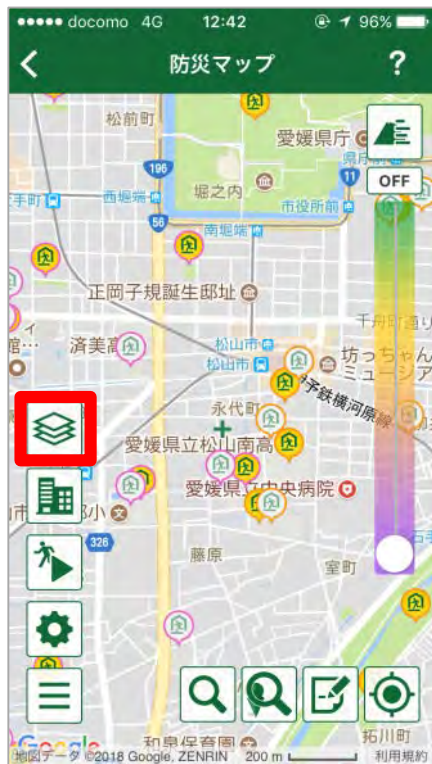 docomo 4G 12:42 96%
防災マップ ?
松前町
愛媛県庁
196
堀之内
11
OFF
西堀端
市役所前
56
南堀端
正岡子規誕生邸址
千舟町通り
済美高
松山市
松山市
坊っちゃん
ミュージア
伊予鉄横河原線
永代町
愛媛県立松山南高
愛媛県立中央病院
326
藤原
室町
和泉保育園
拓川町
地図データ ©2018 Google, ZENRIN 200 m 利用規約